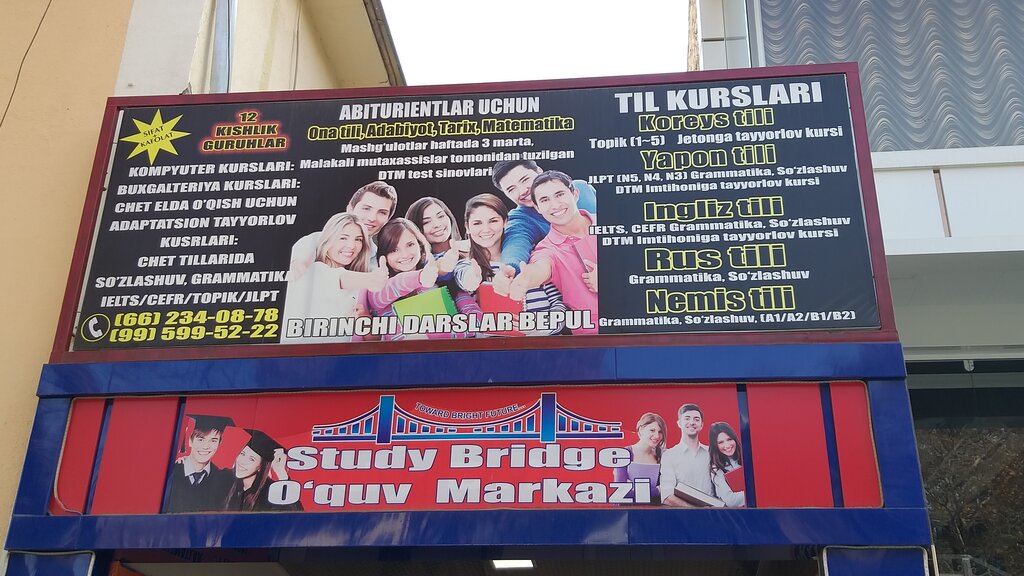 SIFAT
KAFOLAT
12
KISHLIK
GURUHLAR
KOMPYUTER KURSLARI:
BUXGALTERIYA KURSLARI:
CHET ELDA O'QISH UCHUN
ADAPTATSION TAYYORLOV
KUSRLARI:
CHET TILLARIDA
SO'ZLASHUV, GRAMMATIKA
IELTS/CEFR/TOPIK/JLPT
(66) 234-08-78
(99) 599-52-22
ABITURIENTLAR UCHUN
Ona tili, Adabiyot, Tarix, Matematika
Mashg'ulotlar haftada 3 marta,
Malakali mutaxassislar tomonidan tuzilgan
DTM test sinovlari
BIRINCHI DARSLAR BEPUL
TIL KURSLARI
Koreys tili
Topik (1~5) Jetonga tayyorlov kursi
Yapon tili
JLPT (N5, N4, N3) Grammatika, So'zlashuv
DTM Imtihoniga tayyorlov kursi
Ingliz tili
IELTS, CEFR Grammatika, So'zlashuv
DTM Imtihoniga tayyorlov kursi
Rus tili
Grammatika, So'zlashuv
Nemis tili
Grammatika, So'zlashuv, (A1/A2/B1/B2)
TOWARD BRIGHT FUTURE...
Study Bridge
O'quv Markazi